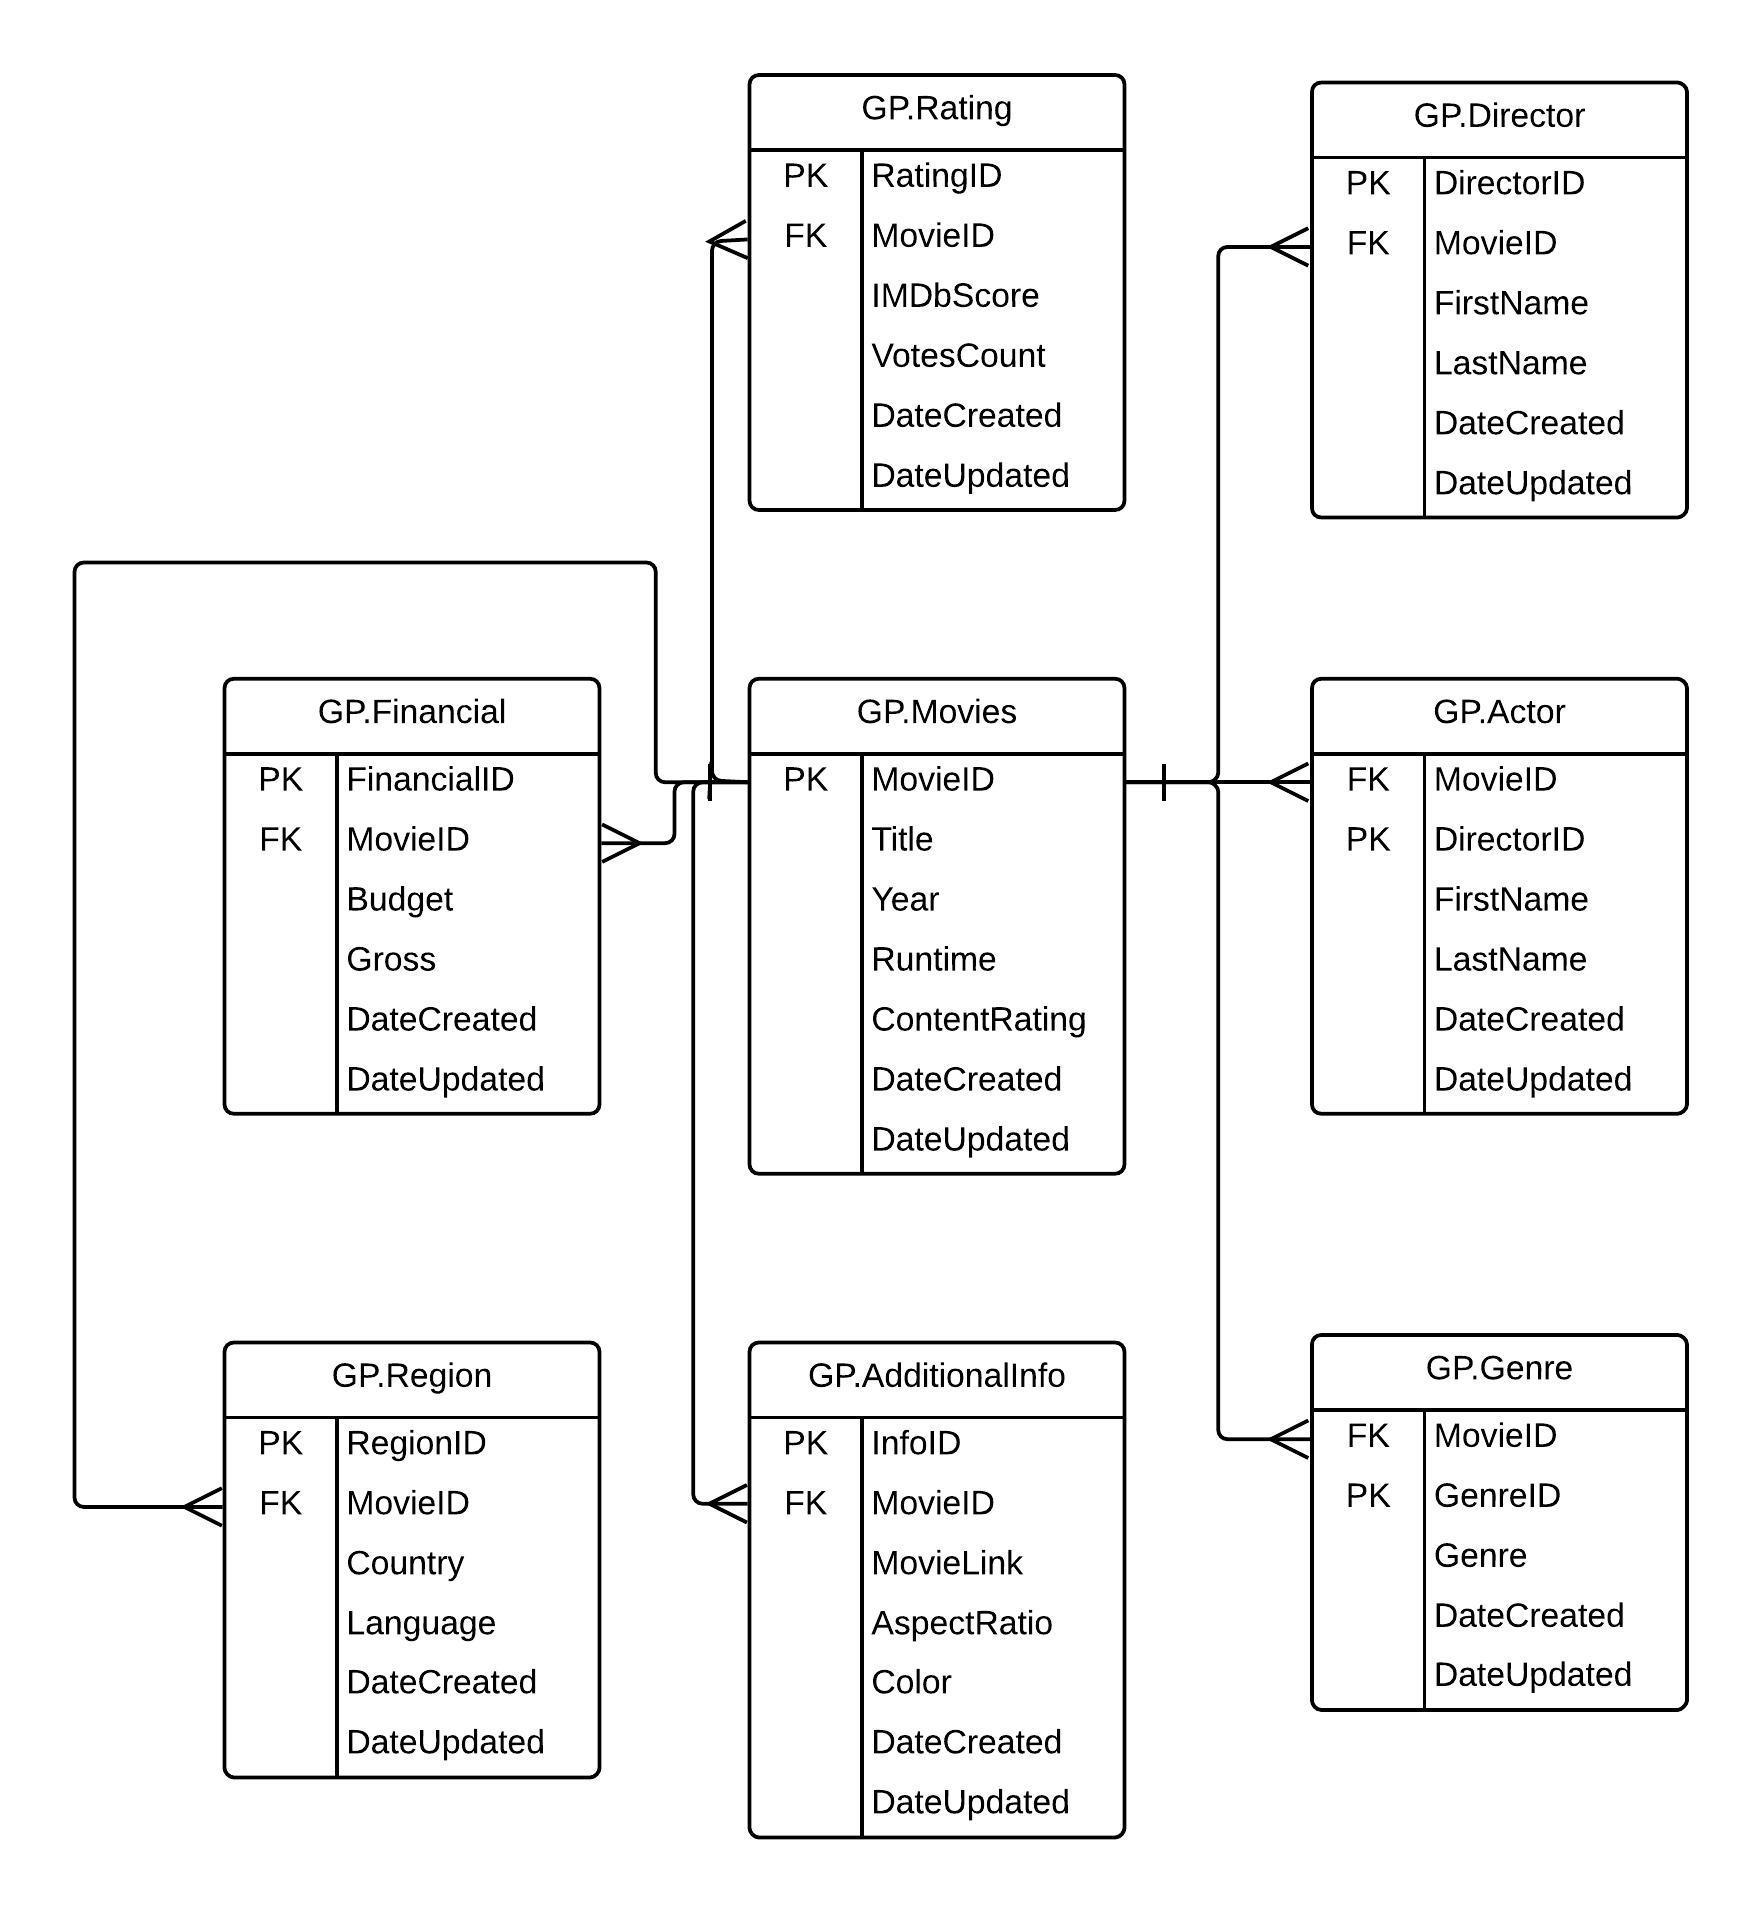 GP.Rating
PK RatingID
FK MovieID
IMDbScore
VotesCount
DateCreated
DateUpdated
GP.Director
PK DirectorID
FK MovieID
FirstName
LastName
DateCreated
DateUpdated
GP.Financial
PK FinancialID
FK MovieID
Budget
Gross
DateCreated
DateUpdated
GP.Movies
PK MovieID
Title
Year
Runtime
ContentRating
DateCreated
DateUpdated
GP.Actor
FK MovieID
PK DirectorID
FirstName
LastName
DateCreated
DateUpdated
GP.Region
PK RegionID
FK MovieID
Country
Language
DateCreated
DateUpdated
GP.AdditionalInfo
PK InfoID
FK MovieID
MovieLink
AspectRatio
Color
DateCreated
DateUpdated
GP.Genre
FK MovieID
PK GenreID
Genre
DateCreated
DateUpdated